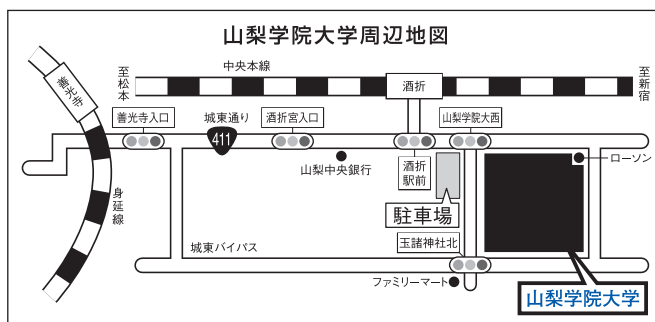 山梨学院大学周辺地図
至松本
中央本線
酒折
至新宿
善光寺
善光寺入口
城東通り
411
酒折宮入口
山梨学院大西
山梨中央銀行
酒折駅前
ローソン
身延線
駐車場
城東バイパス
玉諸神社北
ファミリーマート
山梨学院大学